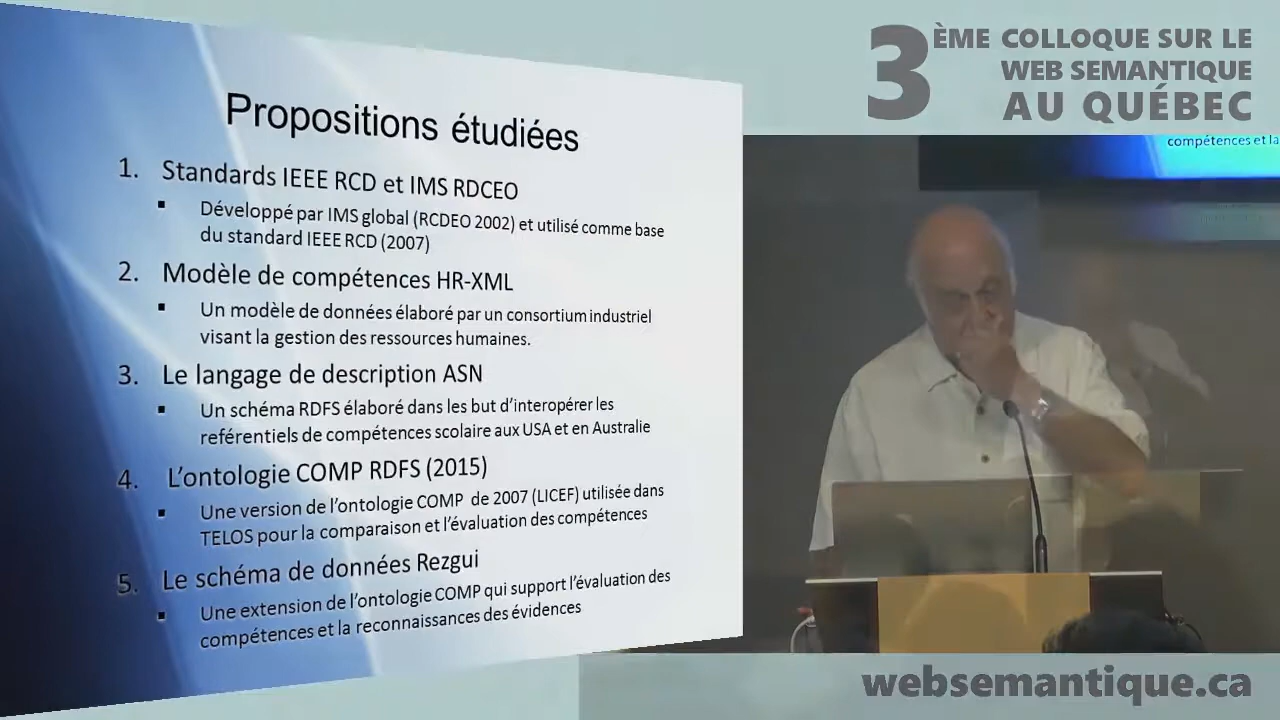 Propositions étudiées
1. Standards IEEE RCD et IMS RDCEO
▪ Développé par IMS global (RCDEO 2002) et utilisé comme base
du standard IEEE RCD (2007)
2. Modèle de compétences HR-XML
▪ Un modèle de données élaboré par un consortium industriel
visant la gestion des ressources humaines.
3. Le langage de description ASN
▪ Un schéma RDFS élaboré dans les but d'interopérer les
reférentiels de compétences scolaire aux USA et en Australie
4. L'ontologie COMP RDFS (2015)
▪ Une version de l'ontologie COMP de 2007 (LICEF) utilisée dans
TELOS pour la comparaison et l'évaluation des compétences
5. Le schéma de données Rezgui
▪ Une extension de l'ontologie COMP qui support l'évaluation des
compétences et la reconnaissances des évidences
3ÈME COLLOQUE SUR LE
WEB SEMANTIQUE
AU QUÉBEC
compétences et la
websemantique.ca